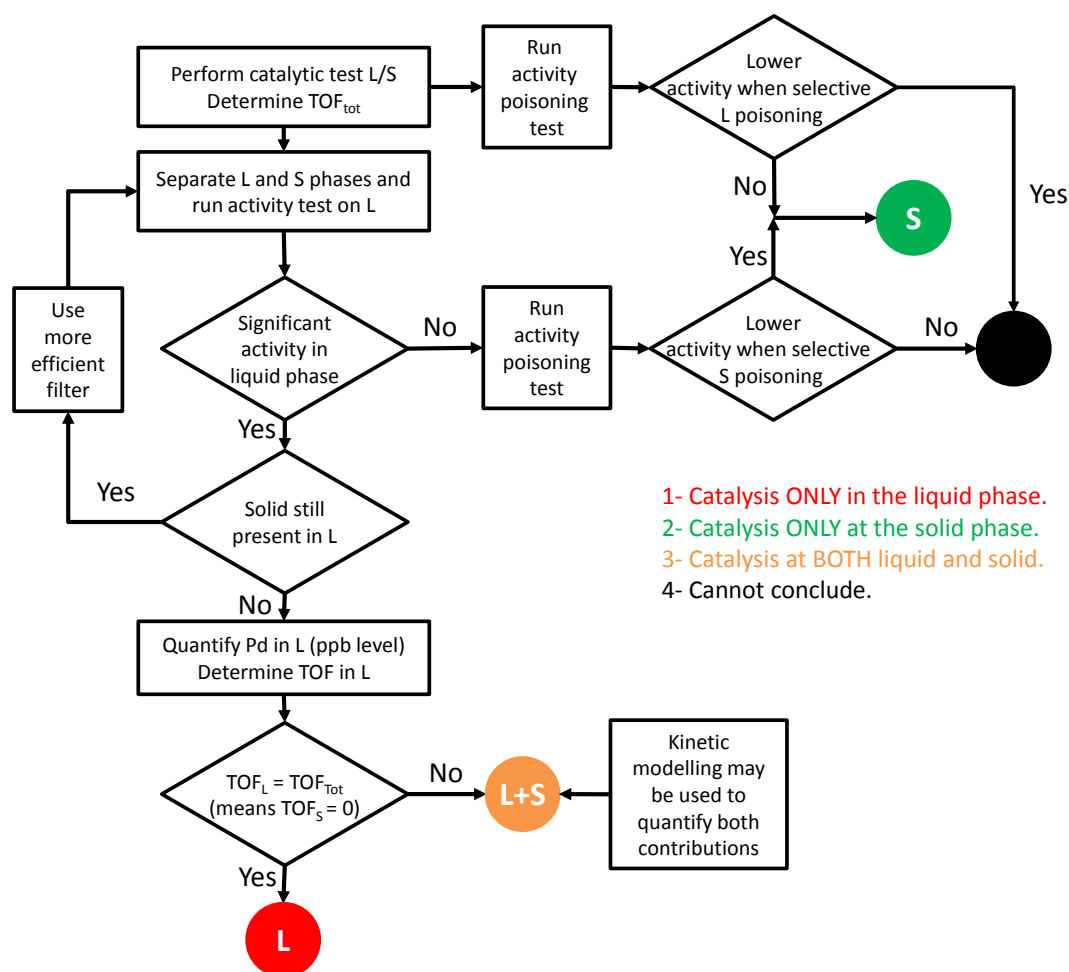 Perform catalytic test L/S
Determine TOFtot
Run
activity
poisoning
test
Lower
activity when selective
L poisoning
Separate L and S phases and
run activity test on L
No
S
Yes
Yes
Use
more
efficient
filter
Significant
activity in
liquid phase
No
Run
activity
poisoning
test
Lower
activity when selective
S poisoning
No
Yes
Yes
Solid still
present in L
1- Catalysis ONLY in the liquid phase.
2- Catalysis ONLY at the solid phase.
3- Catalysis at BOTH liquid and solid.
4- Cannot conclude.
No
Quantify Pd in L (ppb level)
Determine TOF in L
TOFL = TOFTot
(means TOFS = 0)
No
L+S
Kinetic
modelling may
be used to
quantify both
contributions
Yes
L